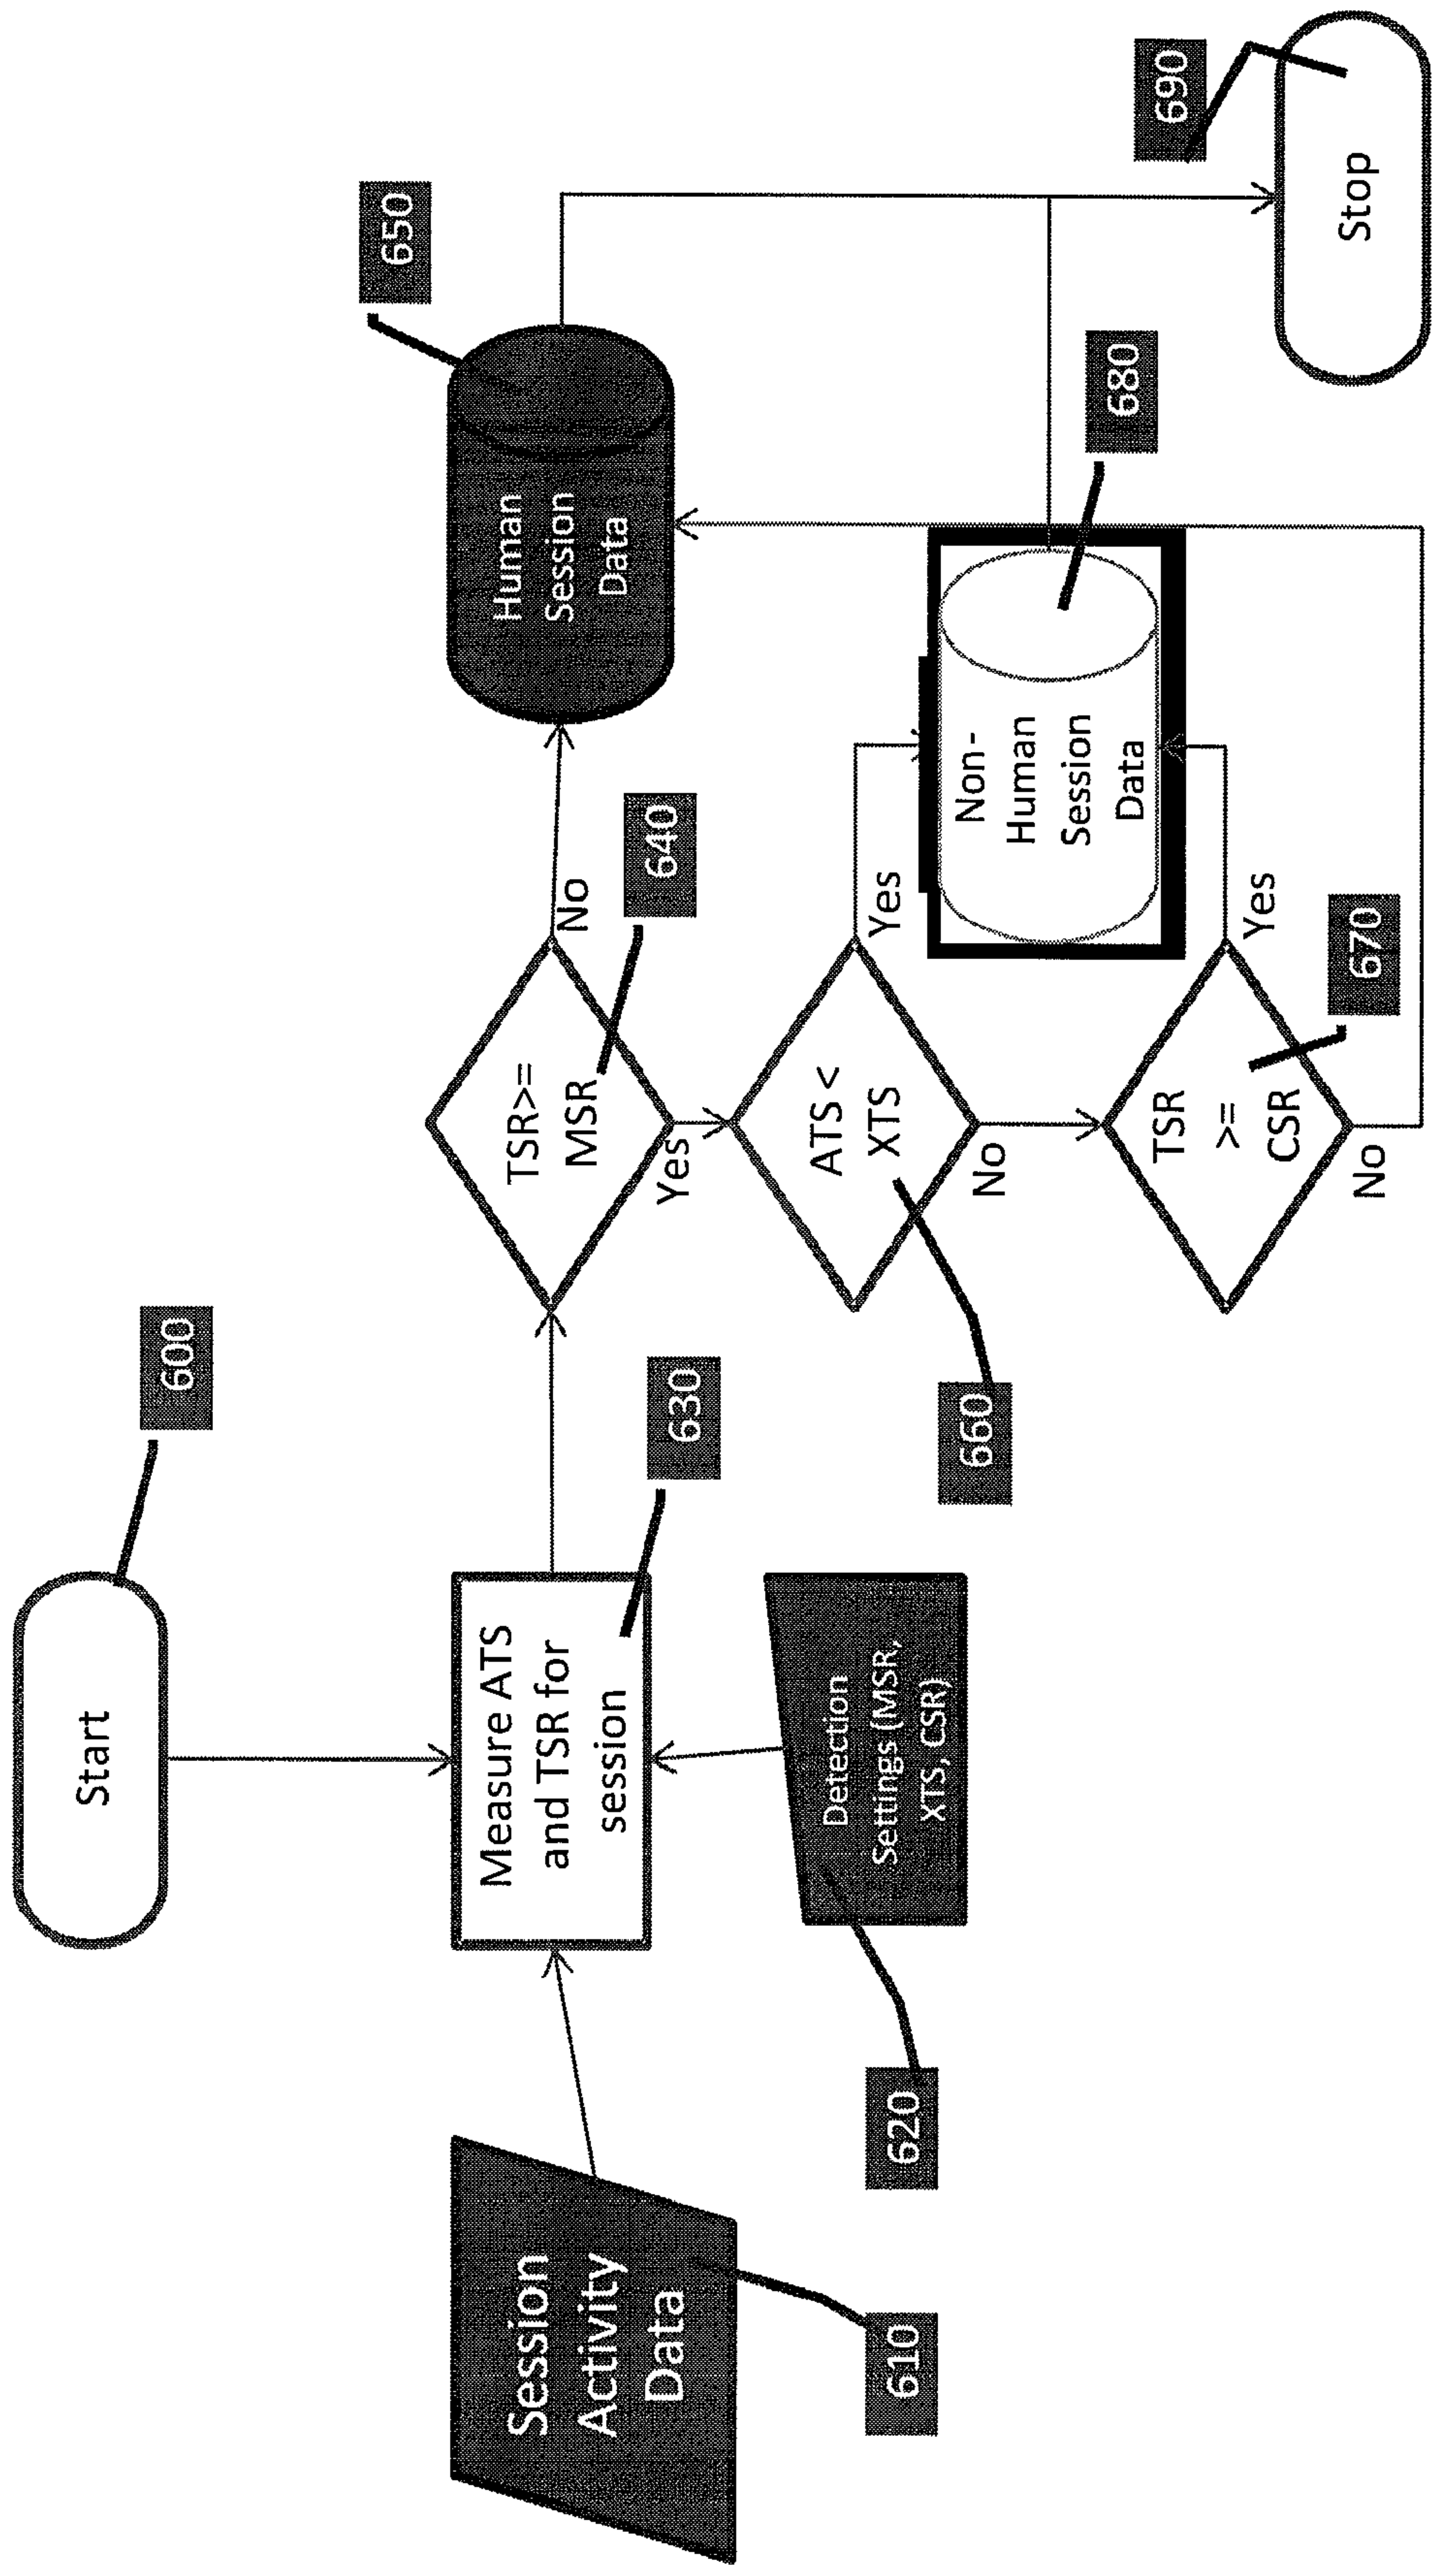 Start
600
Session
Activity
Data
610
Measure ATS
and TSR for
session
630
Detection
Settings (MSR,
XTS, CSR)
620
TSR>=
MSR
640
No
Yes
Human
Session
Data
650
ATS <
XTS
660
Yes
No
Non-
Human
Session
Data
680
TSR
>=
CSR
670
Yes
No
Stop
690